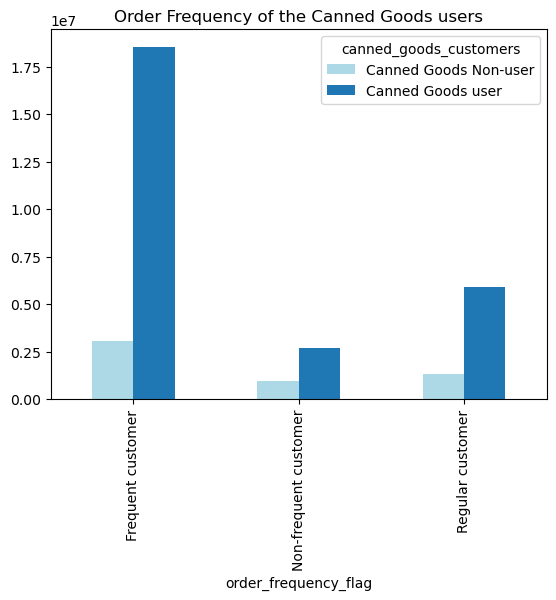 Order Frequency of the Canned Goods users
1e7
canned_goods_customers
Canned Goods Non-user
Canned Goods user
1.75
1.50
1.25
1.00
0.75
0.50
0.25
0.00
Frequent customer
Non-frequent customer
Regular customer
order_frequency_flag